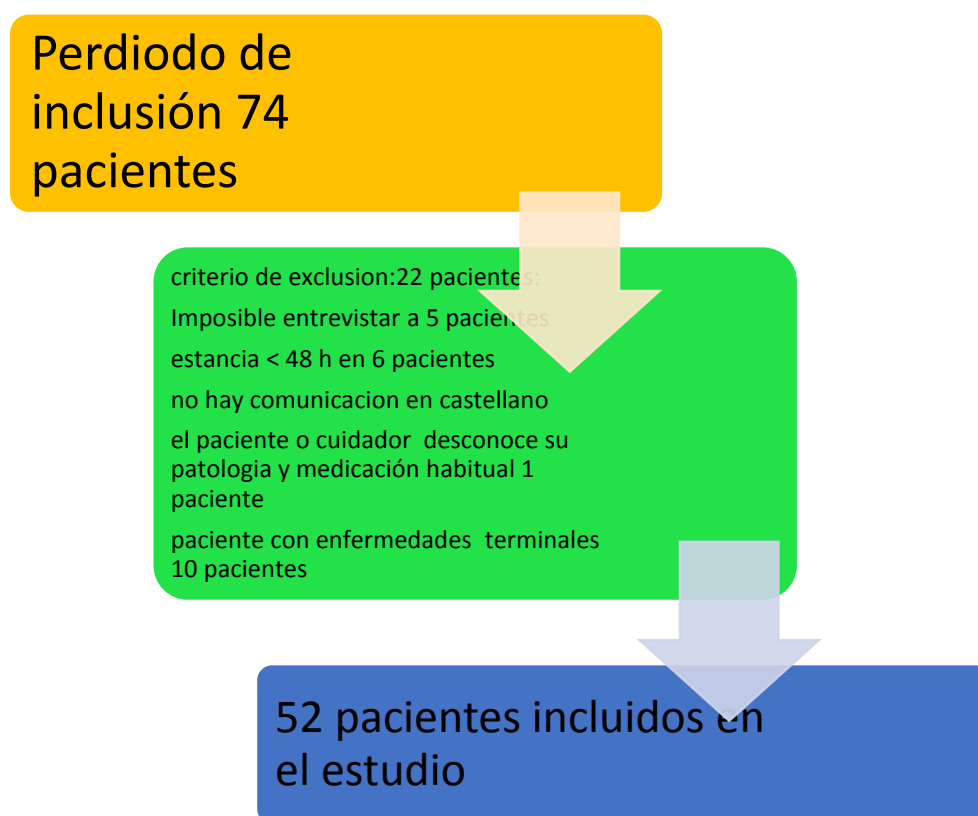 Perdiodo de
inclusión 74
pacientes
criterio de exclusion:22 pacientes:
Imposible entrevistar a 5 pacientes
estancia < 48 h en 6 pacientes
no hay comunicacion en castellano
el paciente o cuidador desconoce su
patologia y medicación habitual 1
paciente
paciente con enfermedades terminales
10 pacientes
52 pacientes incluidos en
el estudio